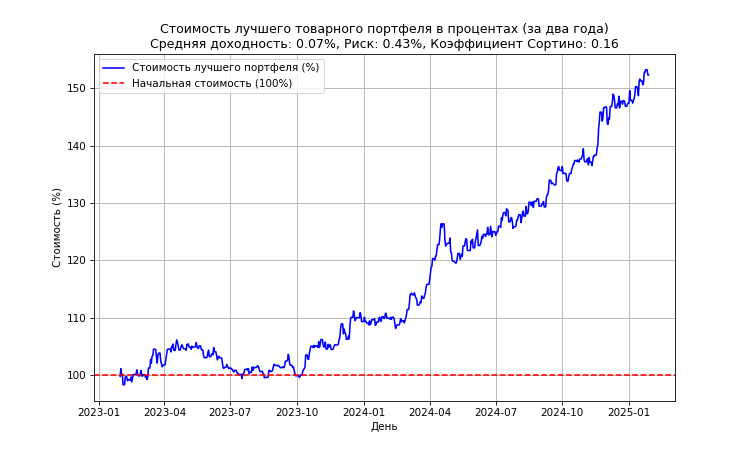 Стоимость лучшего товарного портфеля в процентах (за два года)
Средняя доходность: 0.07%, Риск: 0.43%, Коэффициент Сортино: 0.16
Стоимость лучшего портфеля (%)
Начальная стоимость (100%)
Стоимость (%)
150
140
130
120
110
100
2023-01 2023-04 2023-07 2023-10 2024-01 2024-04 2024-07 2024-10 2025-01
День